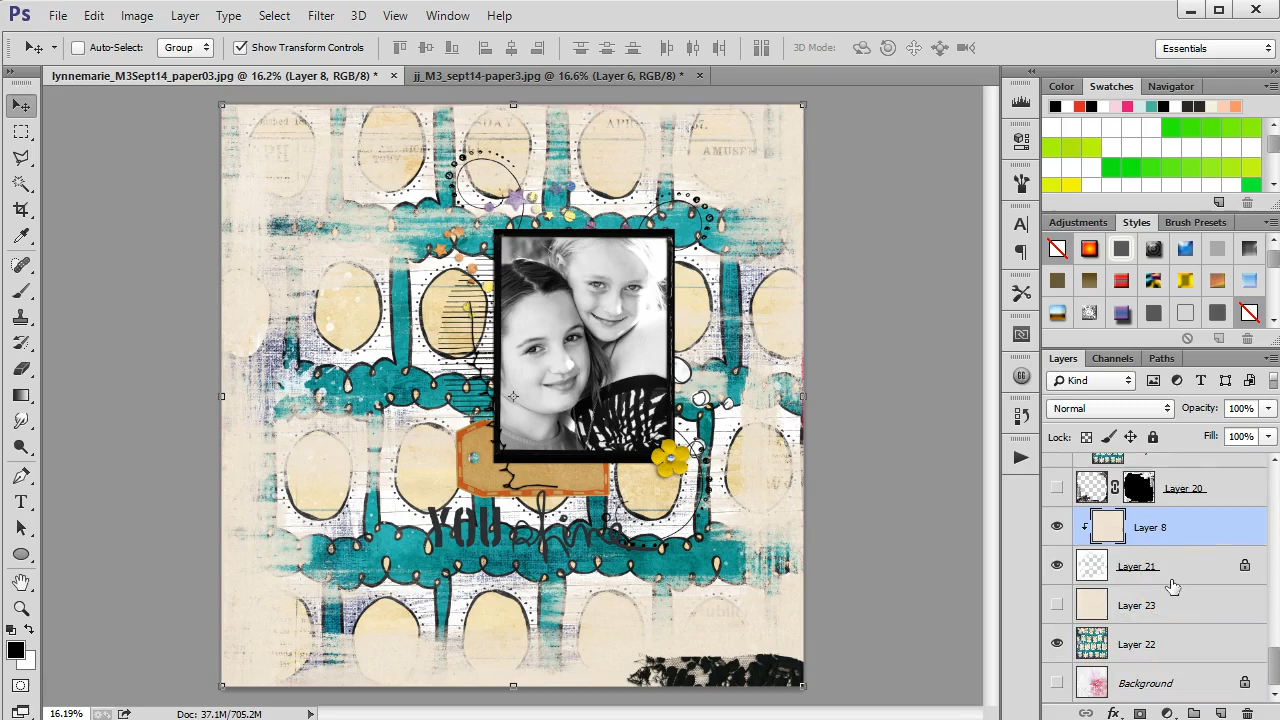 Ps File Edit Image Layer Type Select Filter 3D View Window Help
Auto-Select: Group Show Transform Controls 3D Mode: Essentials
lynnemarie_M3Sept14_paper03.jpg @ 16.2% (Layer 8, RGB/8) * × jj_M3_sept14-paper3.jpg @ 16.6% (Layer 6, RGB/8) * ×
Color Swatches Navigator
AMUSE
Adjustments Styles Brush Presets
Layers Channels Paths
Kind
Normal Opacity: 100%
Lock: Fill: 100%
Layer 20
YOU shine
Layer 8
Layer 21
Layer 23
Layer 22
Background
16.19% Doc: 37.1M/705.2M